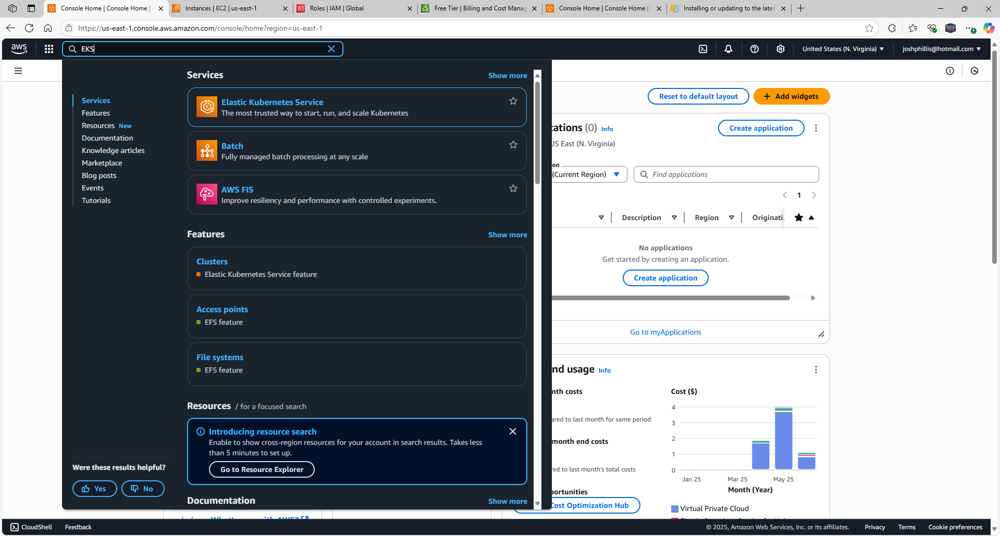 Console Home | Console Home |
Instances | EC2 | us-east-1
Roles | IAM | Global
Free Tier | Billing and Cost Manag
Console Home | Console Home |
Installing or updating to the lates
https://us-east-1.console.aws.amazon.com/console/home?region=us-east-1
aws
EKS
United States (N. Virginia)
joshphillis@hotmail.com
Services
Features
Resources New
Documentation
Knowledge articles
Marketplace
Blog posts
Events
Tutorials
Were these results helpful?
Yes
No
Services
Show more
Elastic Kubernetes Service
The most trusted way to start, run, and scale Kubernetes
Batch
Fully managed batch processing at any scale
AWS FIS
Improve resiliency and performance with controlled experiments.
Features
Show more
Clusters
Elastic Kubernetes Service feature
Access points
EFS feature
File systems
EFS feature
Resources / for a focused search
Introducing resource search
Enable to show cross-region resources for your account in search results. Takes less
than 5 minutes to set up.
Go to Resource Explorer
Documentation
Show more
Reset to default layout
Add widgets
cations (0) Info
Create application
US East (N. Virginia)
on
(Current Region)
Find applications
1
Description
Region
Originati.
No applications
Get started by creating an application.
Create application
Go to myApplications
nd usage Info
nth costs
ared to last month for same period
month end costs
red to last month's total costs
portunities
Cost Optimization Hub
Cost ($)
4
3
2
1
0
Jan 25
Mar 25
May 25
Month (Year)
Virtual Private Cloud
CloudShell
Feedback
© 2025, Amazon Web Services, Inc. or its affiliates.
Privacy
Terms
Cookie preferences